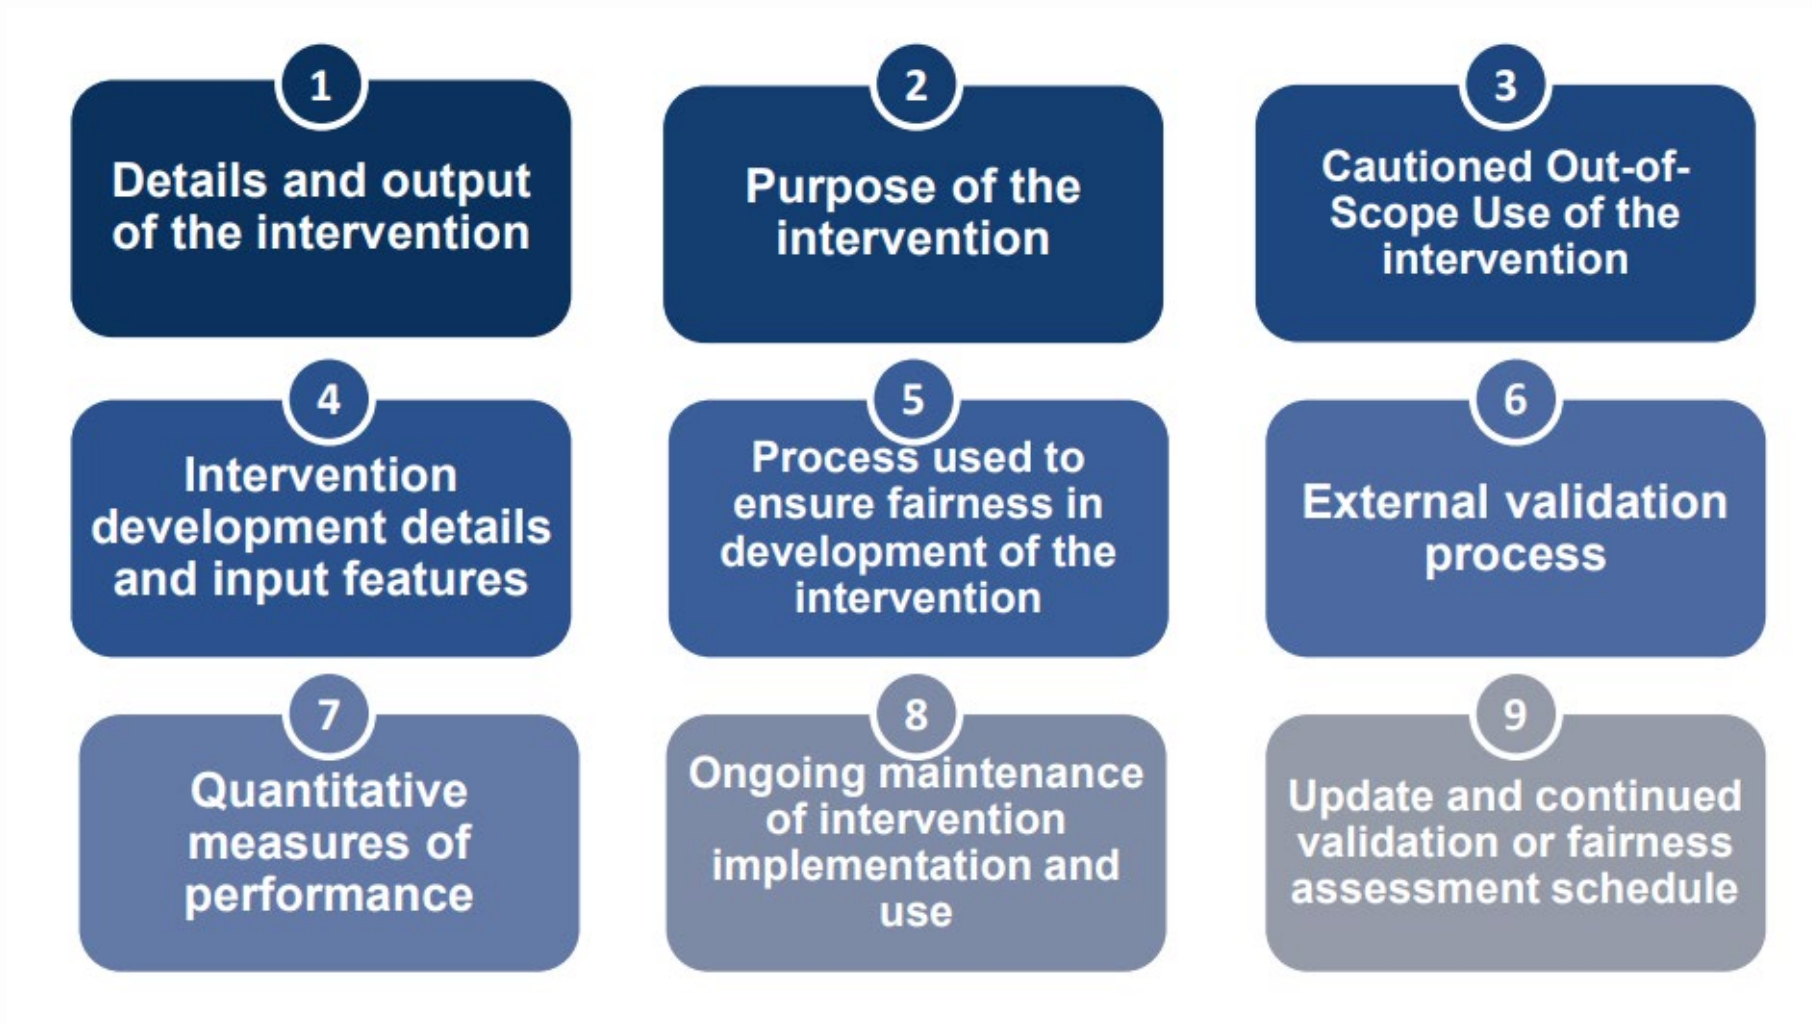 1
Details and output
of the intervention
2
Purpose of the
intervention
3
Cautioned Out-of-
Scope Use of the
intervention
4
Intervention
development details
and input features
5
Process used to
ensure fairness in
development of the
intervention
6
External validation
process
7
Quantitative
measures of
performance
8
Ongoing maintenance
of intervention
implementation and
use
9
Update and continued
validation or fairness
assessment schedule